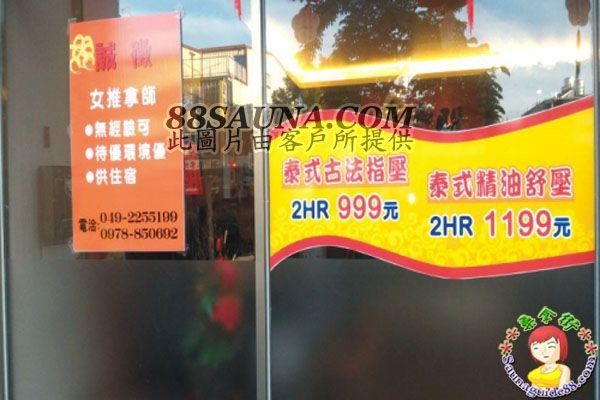 誠徵
女推拿師
●無經驗可
●待優環境優
●供住宿
電洽:049-2255199
0978-850692
88SAUNA.COM
此圖片由客戶所提供
泰式古法指壓
2HR 999元
泰式精油舒壓
2HR 1199元
Saunaguide88.com